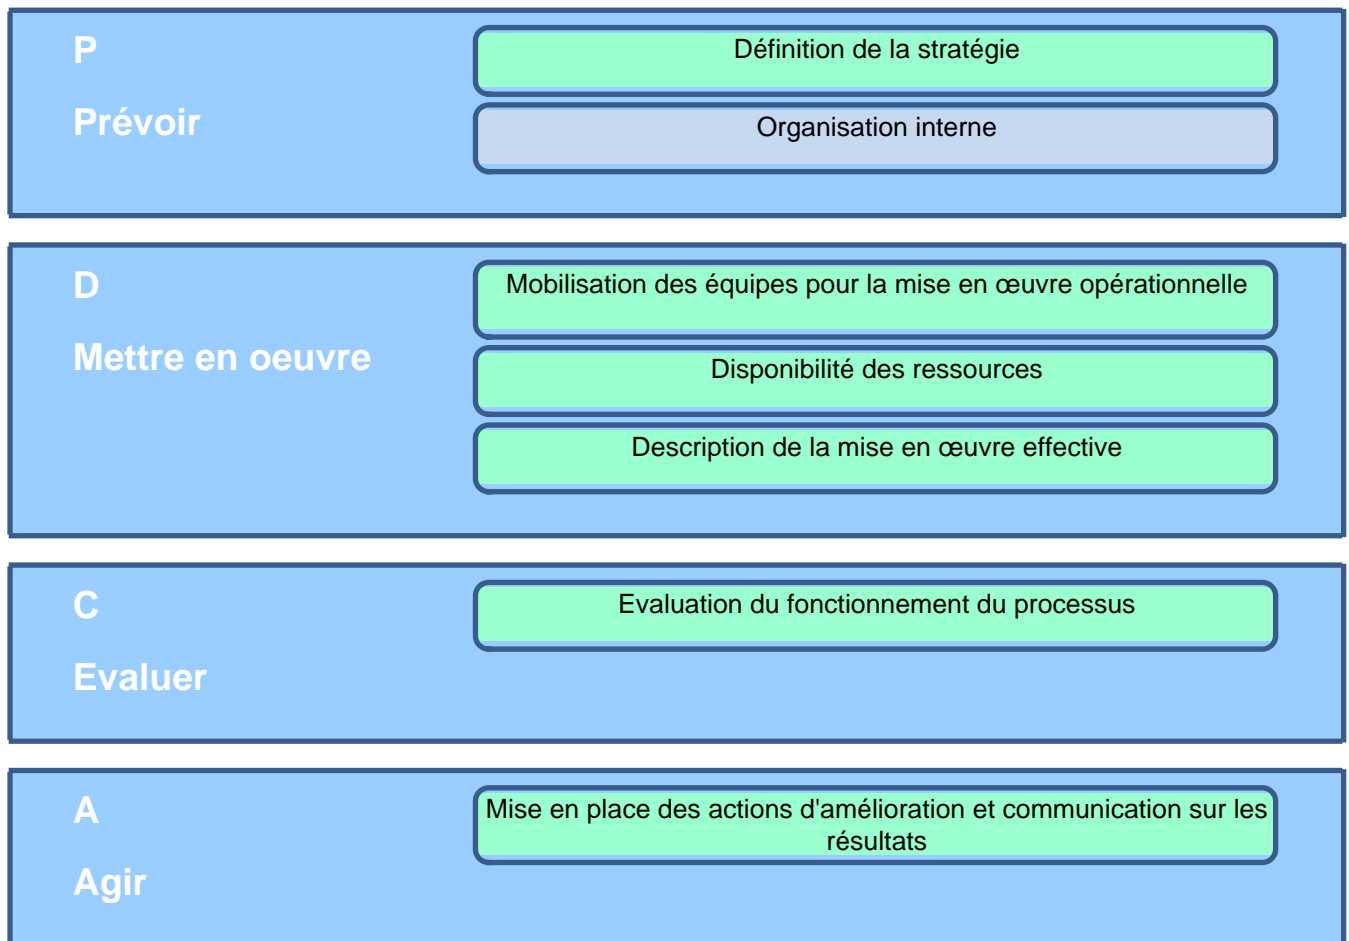 P
Prévoir
Définition de la stratégie
Organisation interne
D
Mettre en oeuvre
Mobilisation des équipes pour la mise en œuvre opérationnelle
Disponibilité des ressources
Description de la mise en œuvre effective
C
Evaluer
Evaluation du fonctionnement du processus
A
Agir
Mise en place des actions d'amélioration et communication sur les
résultats